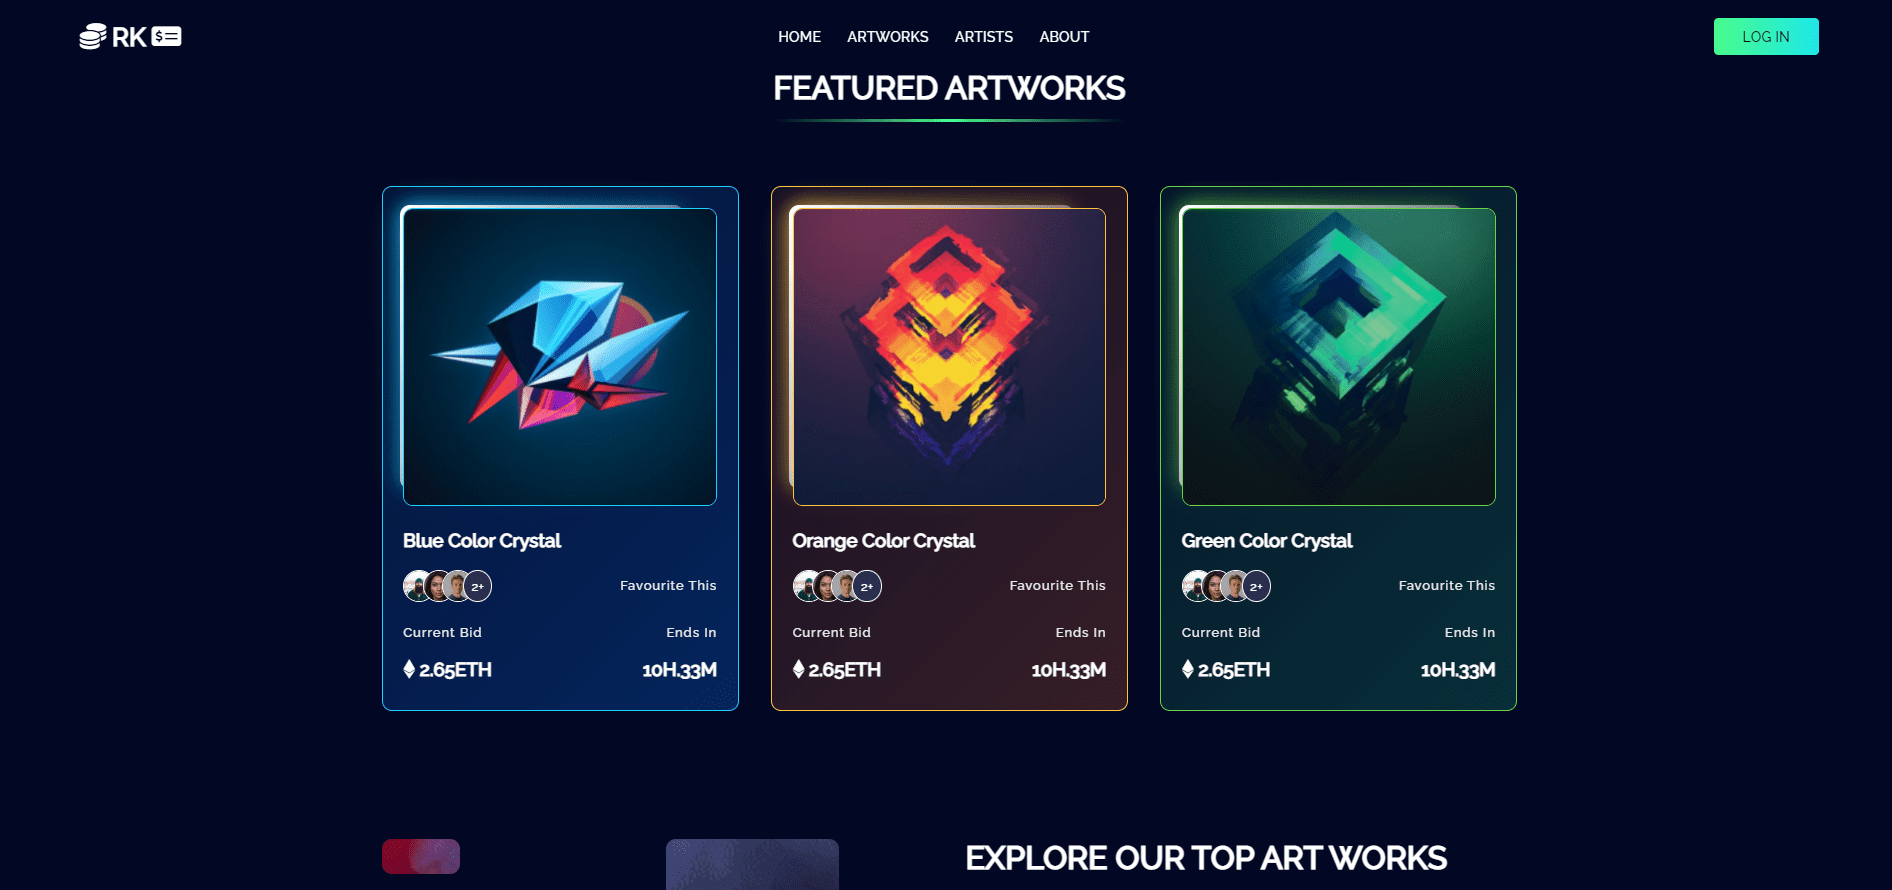 RK
HOME ARTWORKS ARTISTS ABOUT
LOG IN
FEATURED ARTWORKS
Blue Color Crystal
2+
Favourite This
Current Bid
Ends In
2.65ETH
10H.33M
Orange Color Crystal
2+
Favourite This
Current Bid
Ends In
2.65ETH
10H.33M
Green Color Crystal
2+
Favourite This
Current Bid
Ends In
2.65ETH
10H.33M
EXPLORE OUR TOP ART WORKS